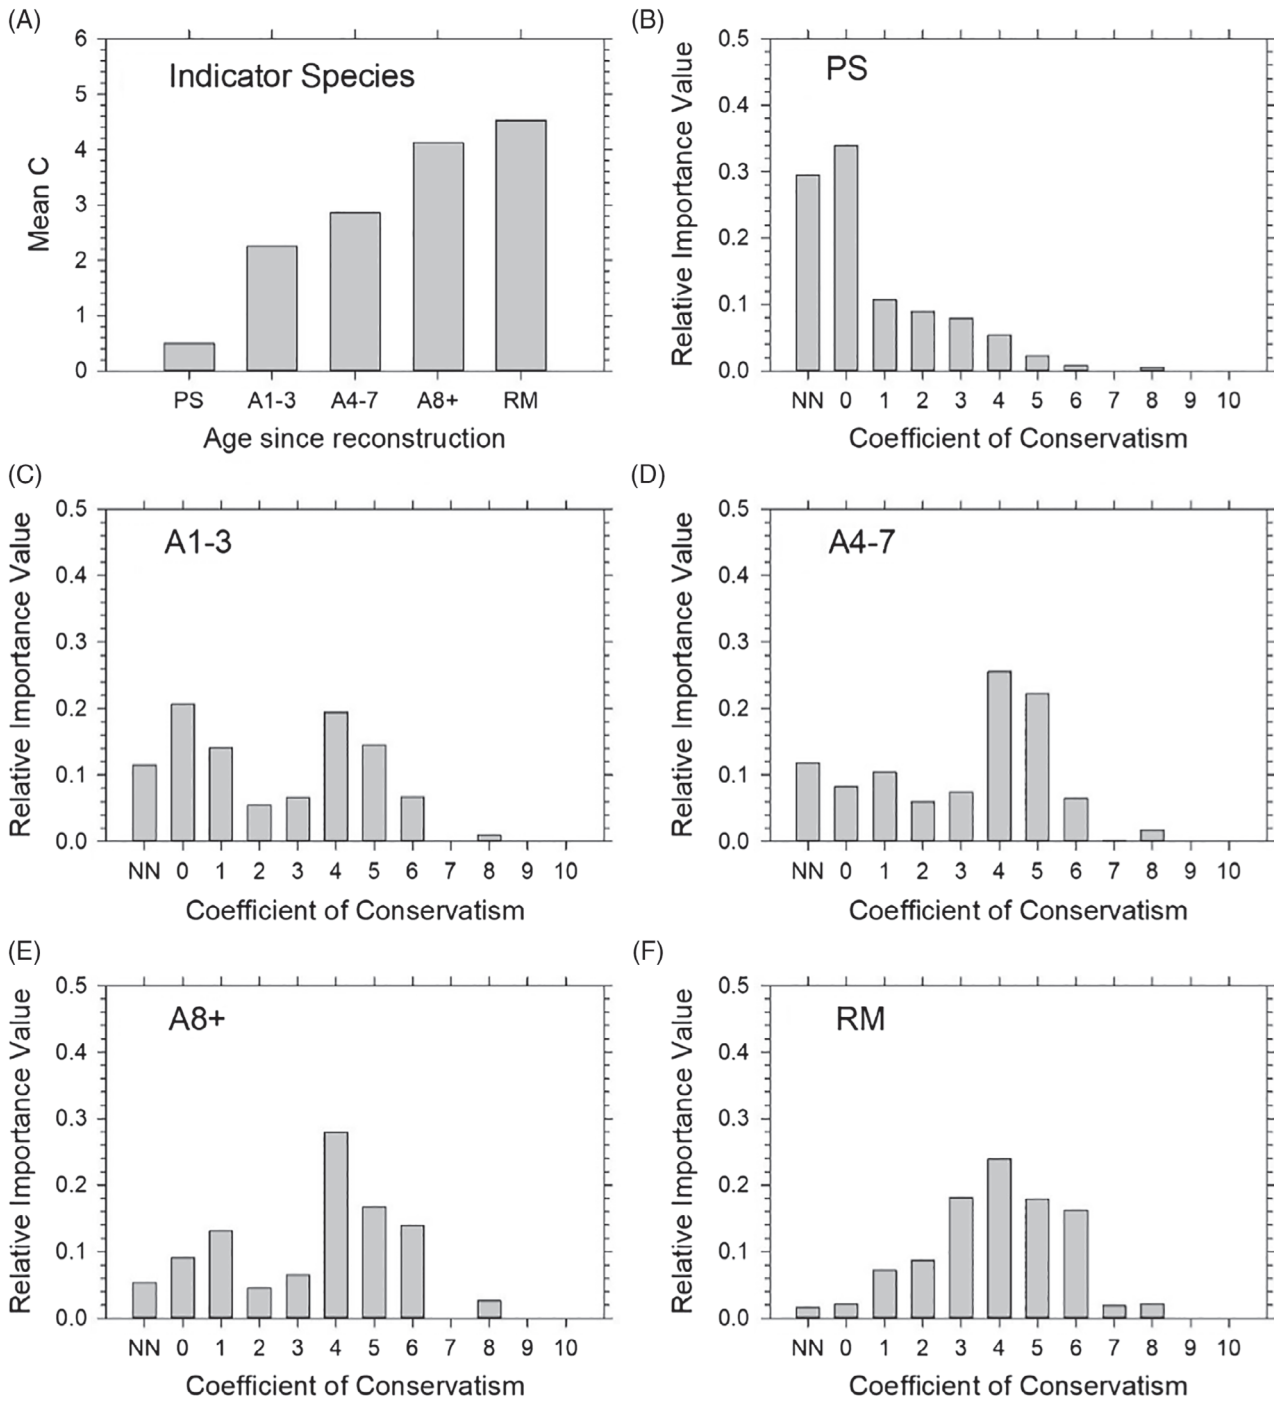 (A)
6
5
4
3
2
1
0
Mean C
Indicator Species
PS A1-3 A4-7 A8+ RM
Age since reconstruction
(B)
0.5
0.4
0.3
0.2
0.1
0.0
Relative Importance Value
PS
NN 0 1 2 3 4 5 6 7 8 9 10
Coefficient of Conservatism
(C)
0.5
0.4
0.3
0.2
0.1
0.0
Relative Importance Value
A1-3
NN 0 1 2 3 4 5 6 7 8 9 10
Coefficient of Conservatism
(D)
0.5
0.4
0.3
0.2
0.1
0.0
Relative Importance Value
A4-7
NN 0 1 2 3 4 5 6 7 8 9 10
Coefficient of Conservatism
(E)
0.5
0.4
0.3
0.2
0.1
0.0
Relative Importance Value
A8+
NN 0 1 2 3 4 5 6 7 8 9 10
Coefficient of Conservatism
(F)
0.5
0.4
0.3
0.2
0.1
0.0
Relative Importance Value
RM
NN 0 1 2 3 4 5 6 7 8 9 10
Coefficient of Conservatism